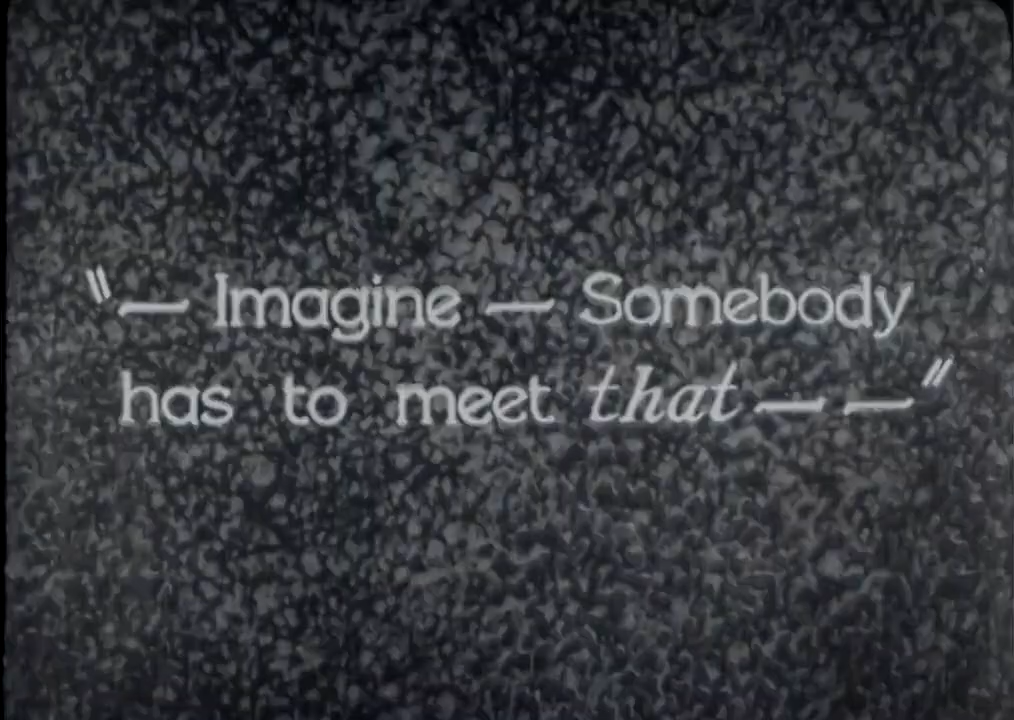 "— Imagine — Somebody
has to meet that — —"